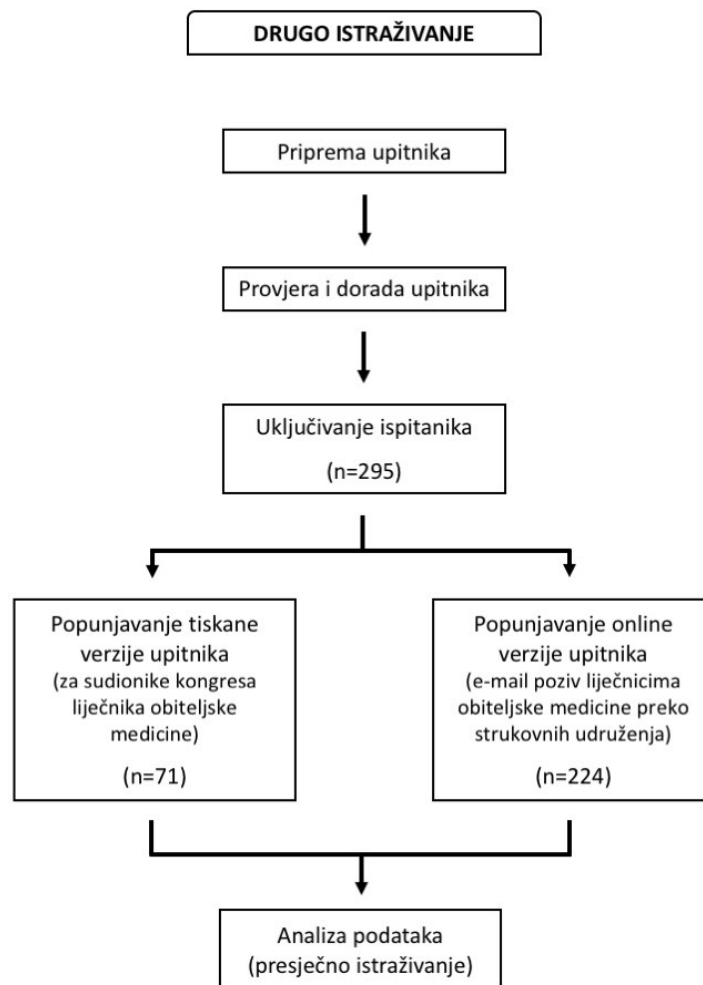 DRUGO ISTRAŽIVANJE
Priprema upitnika
Provjera i dorada upitnika
Uključivanje ispitanika
(n=295)
Popunjavanje tiskane
verzije upitnika
(za sudionike kongresa
liječnika obiteljske
medicine)
(n=71)
Popunjavanje online
verzije upitnika
(e-mail poziv liječnicima
obiteljske medicine preko
strukovnih udruženja)
(n=224)
Analiza podataka
(presječno istraživanje)